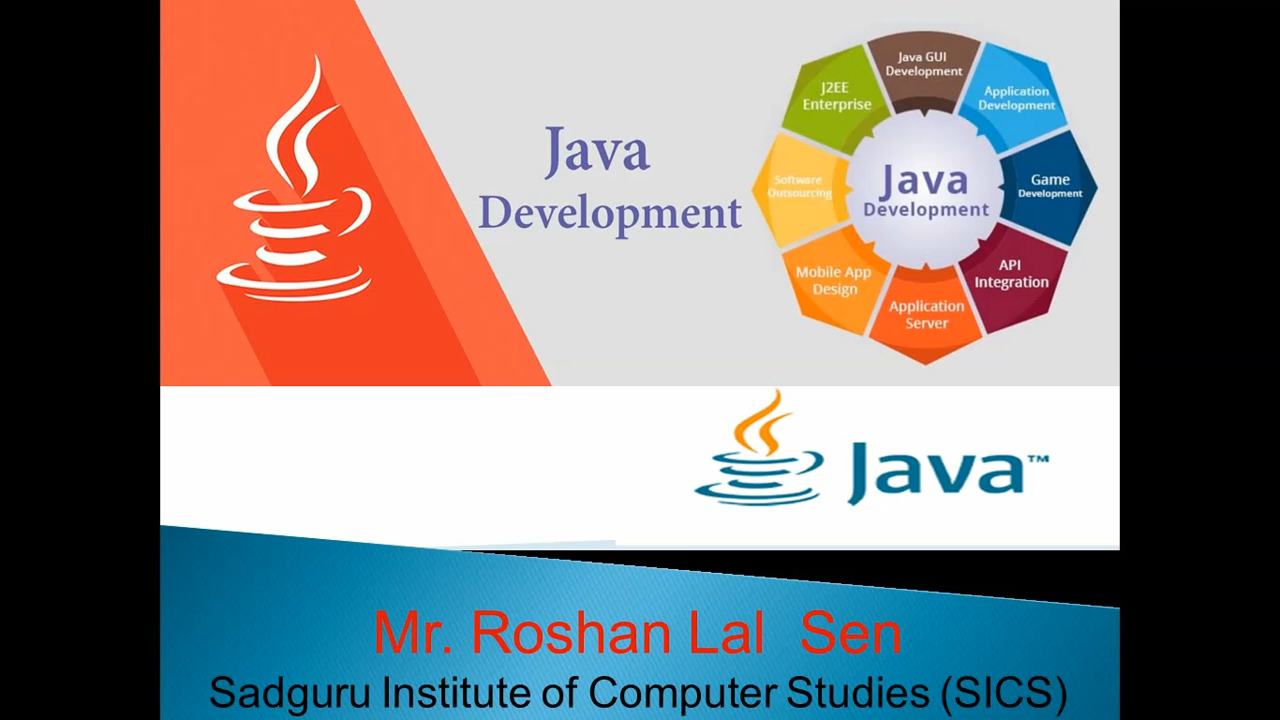 Java
Development
Java GUI
Development
Application
Development
Game
Development
API
Integration
Application
Server
Mobile App
Design
Software
Outsourcing
J2EE
Enterprise
Java
Development
Java™
Mr. Roshan Lal Sen
Sadguru Institute of Computer Studies (SICS)